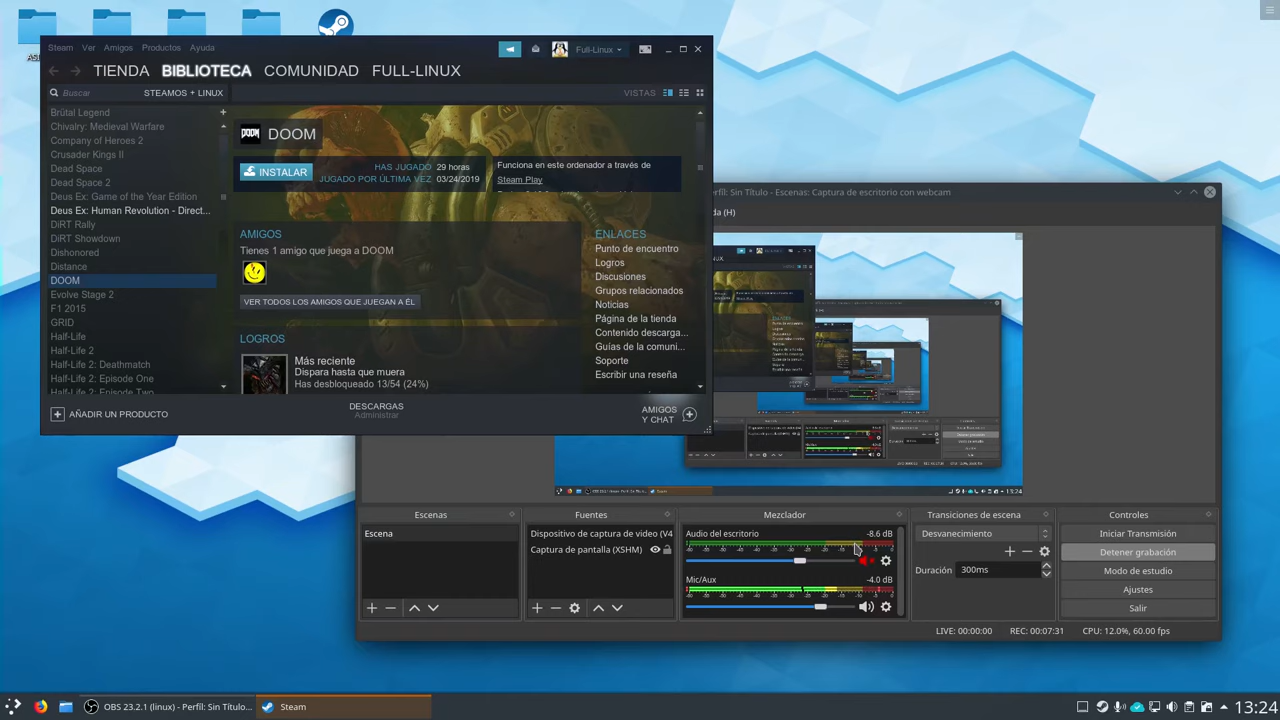 Steam Ver Amigos Productos Ayuda
Full-Linux
TIENDA BIBLIOTECA COMUNIDAD FULL-LINUX
Buscar STEAMOS + LINUX
VISTAS
Brütal Legend
Chivalry: Medieval Warfare
Company of Heroes 2
Crusader Kings II
Dead Space
Dead Space 2
Deus Ex: Game of the Year Edition
Deus Ex: Human Revolution - Direct...
DiRT Rally
DiRT Showdown
Dishonored
Distance
DOOM
Evolve Stage 2
F1 2015
GRID
Half-Life
Half-Life 2
Half-Life 2: Deathmatch
Half-Life 2: Episode One
Half-Life 2: Episode Two
AÑADIR UN PRODUCTO
DOOM
DOOM
INSTALAR
HAS JUGADO 29 horas
JUGADO POR ÚLTIMA VEZ 03/24/2019
Funciona en este ordenador a través de
Steam Play
AMIGOS
Tienes 1 amigo que juega a DOOM
VER TODOS LOS AMIGOS QUE JUEGAN A ÉL
LOGROS
Más reciente
Dispara hasta que muera
Has desbloqueado 13/54 (24%)
ENLACES
Punto de encuentro
Logros
Discusiones
Grupos relacionados
Noticias
Página de la tienda
Contenido descarga...
Guías de la comuni...
Soporte
Escribir una reseña
DESCARGAS
Administrar
AMIGOS
Y CHAT
erfil: Sin Título - Escenas: Captura de escritorio con webcam
da (H)
Escenas
Escena
Fuentes
Dispositivo de captura de video (V4
Captura de pantalla (XSHM)
Mezclador
Audio del escritorio -8.6 dB
Mic/Aux -4.0 dB
Transiciones de escena
Desvanecimiento
Duración 300ms
Controles
Iniciar Transmisión
Detener grabación
Modo de estudio
Ajustes
Salir
LIVE: 00:00:00 REC: 00:07:31 CPU: 12.0%, 60.00 fps
OBS 23.2.1 (linux) - Perfil: Sin Título...
Steam
13:24